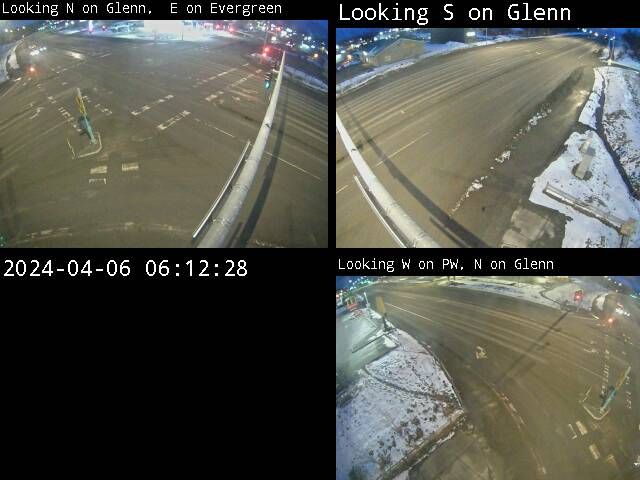 Looking N on Glenn,  E on Evergreen
Looking S on Glenn
2024-04-06 06:12:28
Looking W on PW, N on Glenn